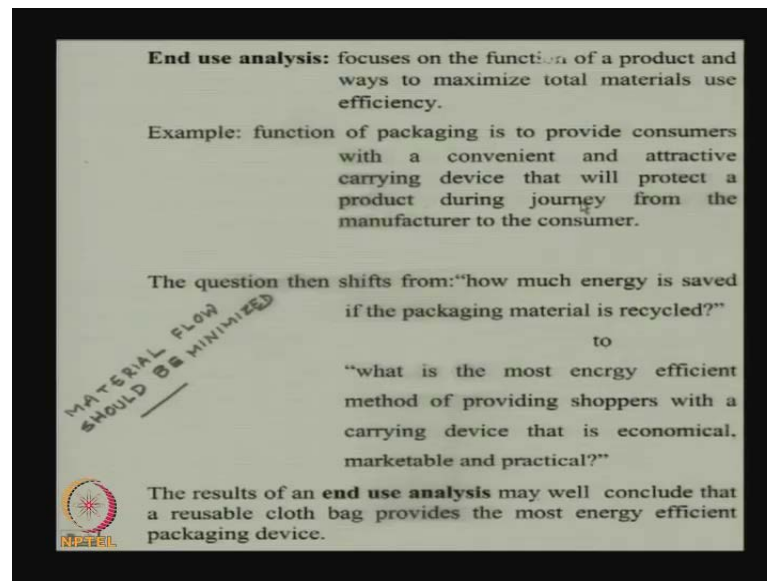 End use analysis: focuses on the function of a product and
ways to maximize total materials use
efficiency.
Example: function of packaging is to provide consumers
with a convenient and attractive
carrying device that will protect a
product during journey from the
manufacturer to the consumer.
The question then shifts from:“how much energy is saved
if the packaging material is recycled?”
to
“what is the most energy efficient
method of providing shoppers with a
carrying device that is economical,
marketable and practical?”
MATERIAL FLOW
SHOULD BE MINIMIZED
The results of an end use analysis may well conclude that
a reusable cloth bag provides the most energy efficient
packaging device.
NPTEL